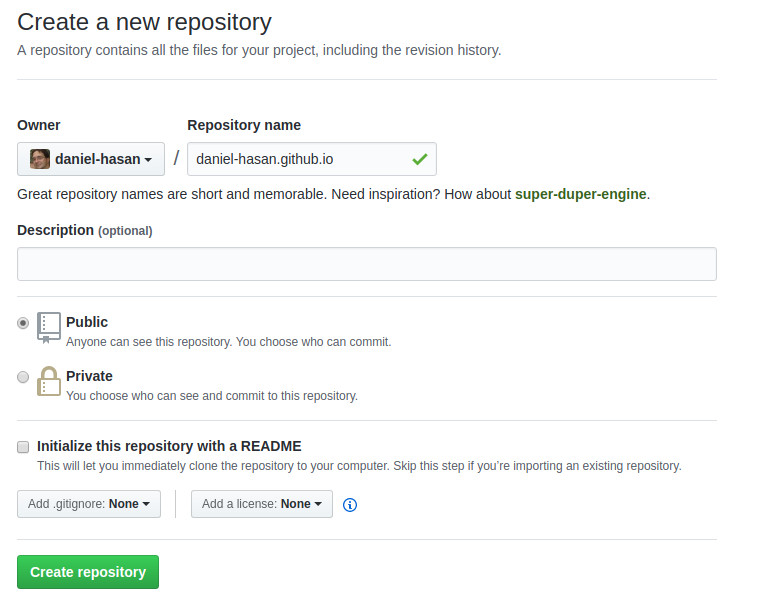 Create a new repository
A repository contains all the files for your project, including the revision history.
Owner
Repository name
daniel-hasan / daniel-hasan.github.io
Great repository names are short and memorable. Need inspiration? How about super-duper-engine.
Description (optional)
Public
Anyone can see this repository. You choose who can commit.
Private
You choose who can see and commit to this repository.
Initialize this repository with a README
This will let you immediately clone the repository to your computer. Skip this step if you’re importing an existing repository.
Add .gitignore: None
Add a license: None
Create repository